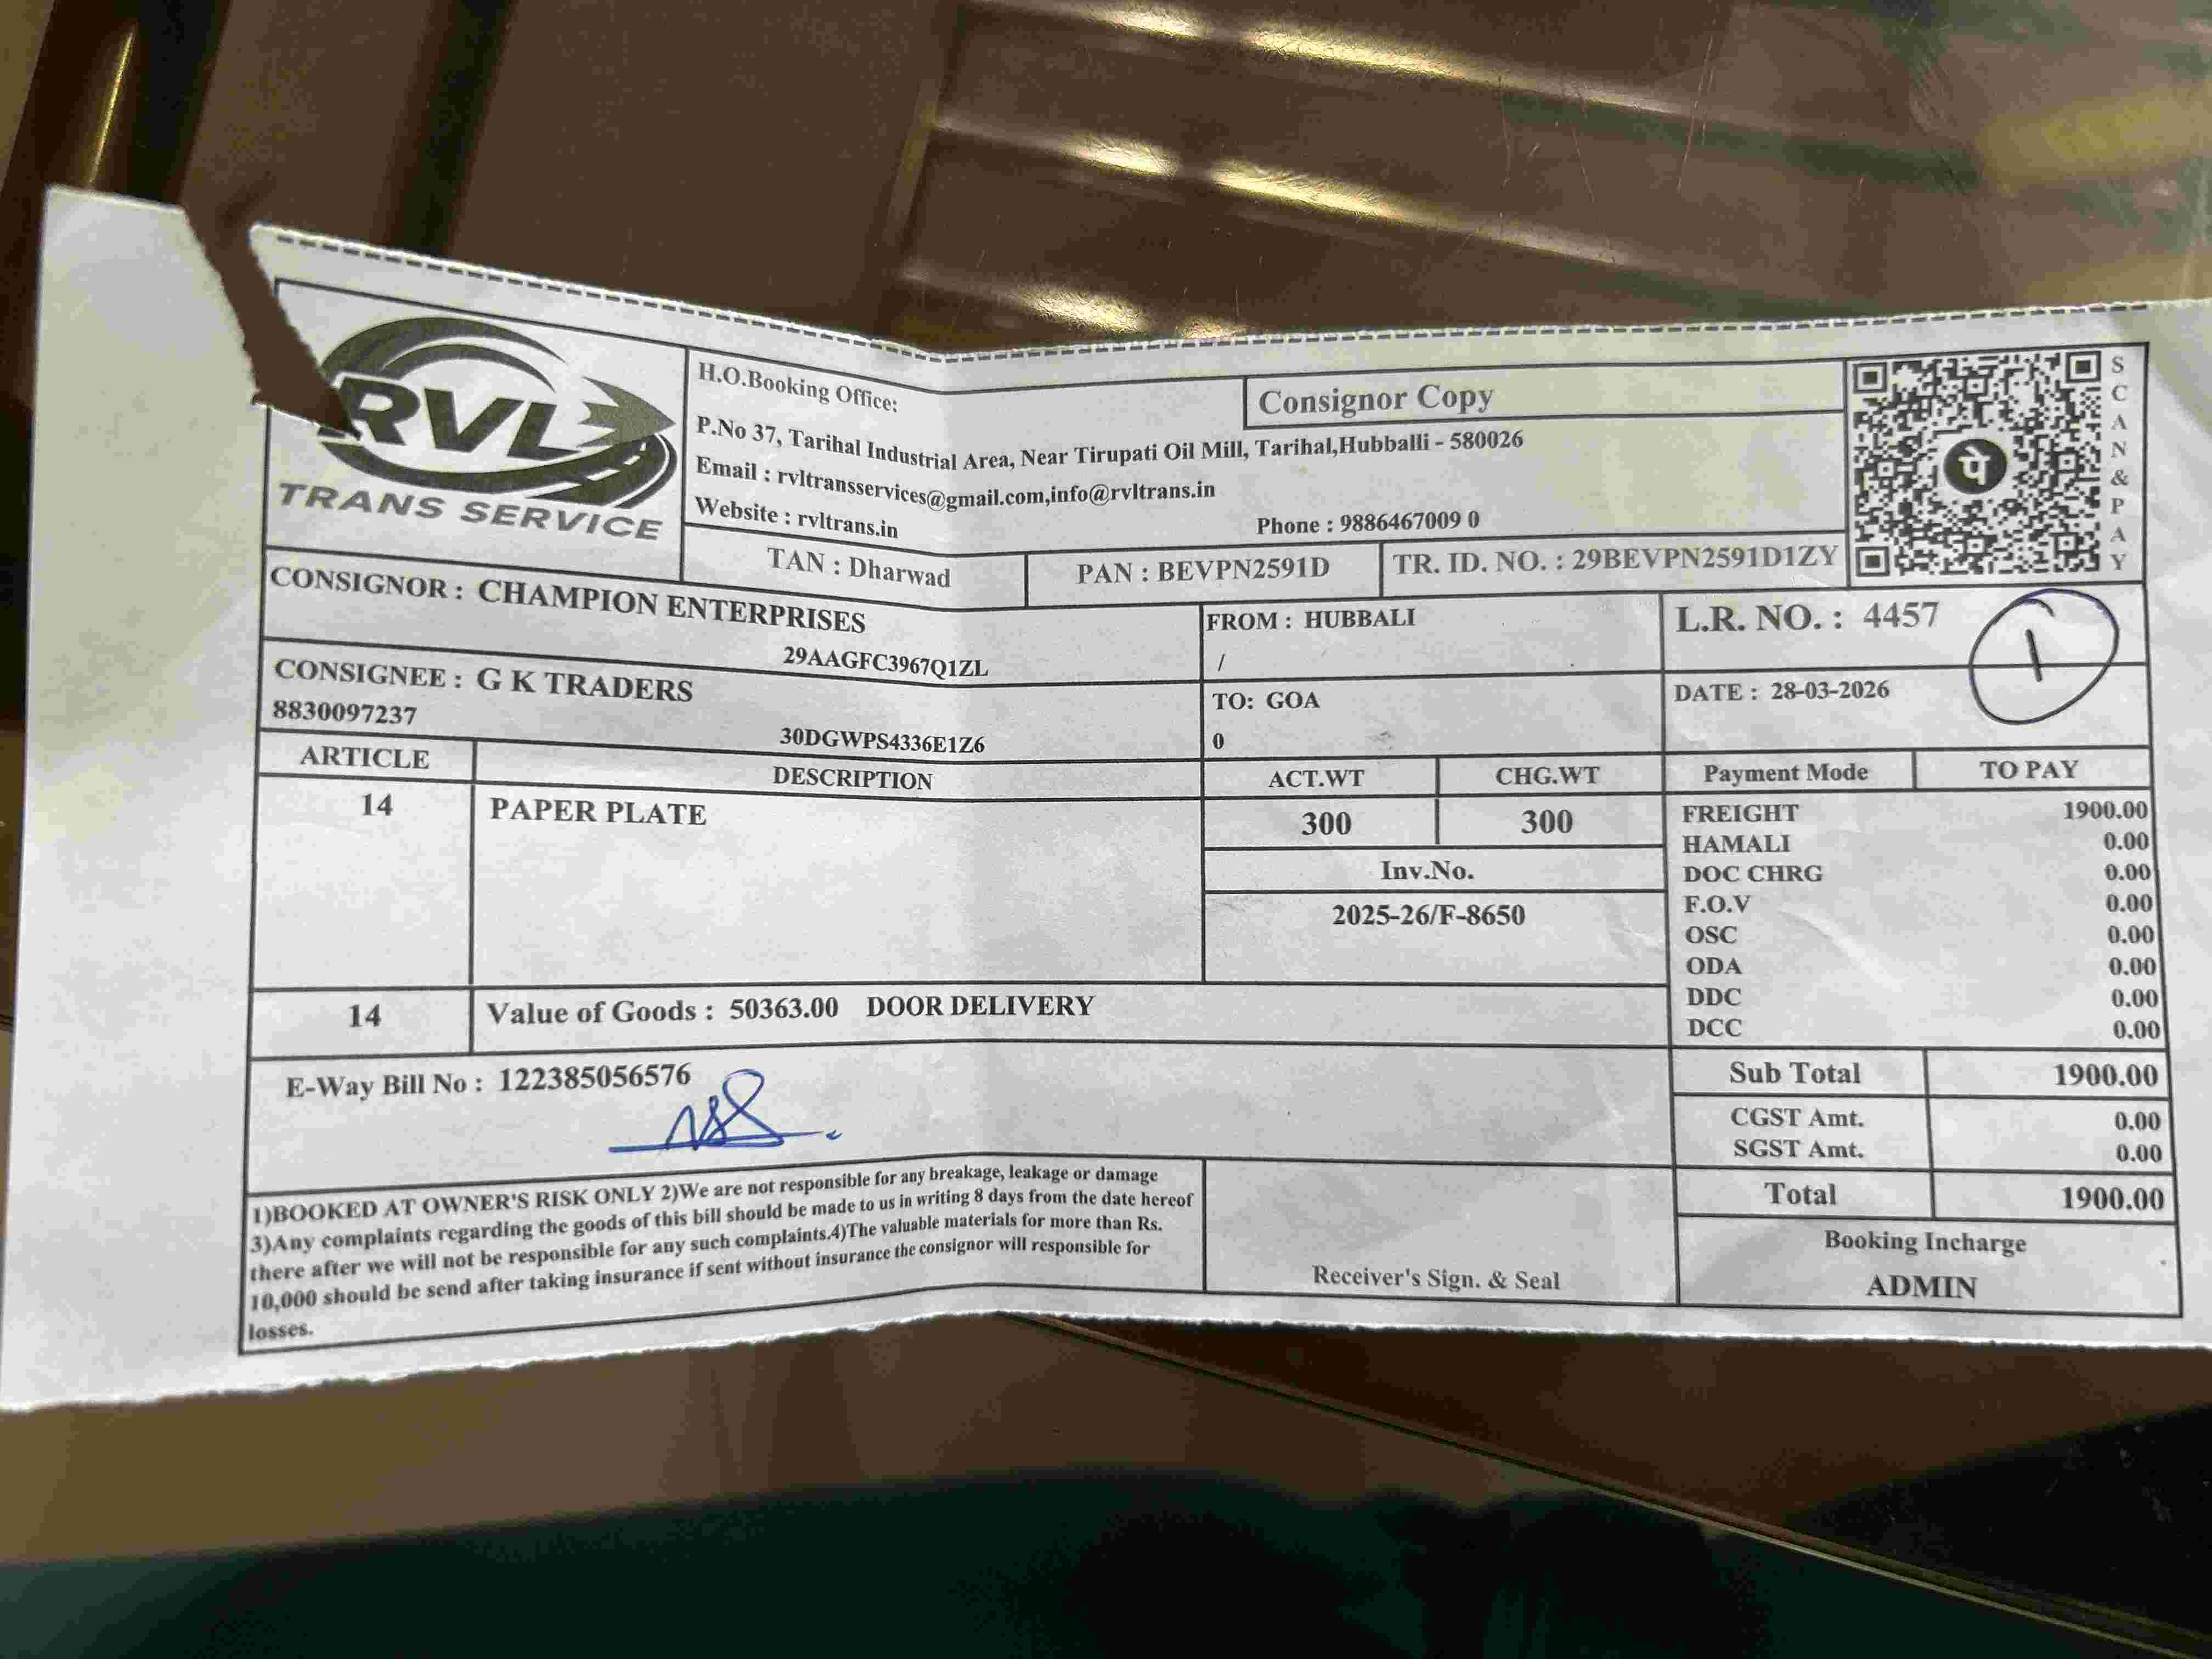 RVL
TRANS SERVICE
H.O.Booking Office:
Consignor Copy
P.No 37, Tarihal Industrial Area, Near Tirupati Oil Mill, Tarihal,Hubballi - 580026
Email : rvltransservices@gmail.com,info@rvltrans.in
Website : rvltrans.in
Phone : 9886467009 0
TAN : Dharwad
PAN : BEVPN2591D
TR. ID. NO. : 29BEVPN2591D1ZY
SCAN&PAY
पे
CONSIGNOR : CHAMPION ENTERPRISES
29AAGFC3967Q1ZL
FROM : HUBBALI
/
L.R. NO. : 4457
1
CONSIGNEE : G K TRADERS
8830097237
30DGWPS4336E1Z6
TO: GOA
0
DATE : 28-03-2026
ARTICLE DESCRIPTION ACT.WT CHG.WT Payment Mode TO PAY
14 PAPER PLATE 300 300
Inv.No.
2025-26/F-8650
FREIGHT 1900.00
HAMALI 0.00
DOC CHRG 0.00
F.O.V 0.00
OSC 0.00
ODA 0.00
DDC 0.00
DCC 0.00
14 Value of Goods : 50363.00 DOOR DELIVERY
E-Way Bill No : 122385056576
Sub Total 1900.00
CGST Amt. 0.00
SGST Amt. 0.00
Total 1900.00
1)BOOKED AT OWNER'S RISK ONLY 2)We are not responsible for any breakage, leakage or damage
3)Any complaints regarding the goods of this bill should be made to us in writing 8 days from the date hereof
there after we will not be responsible for any such complaints.4)The valuable materials for more than Rs.
10,000 should be send after taking insurance if sent without insurance the consignor will responsible for
losses.
Receiver's Sign. & Seal
Booking Incharge
ADMIN